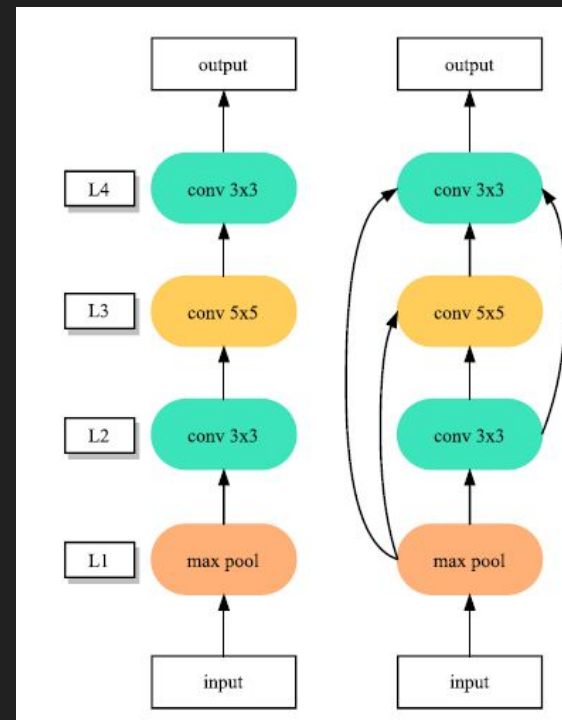 output
output
L4
conv 3x3
conv 3x3
L3
conv 5x5
conv 5x5
L2
conv 3x3
conv 3x3
L1
max pool
max pool
input
input